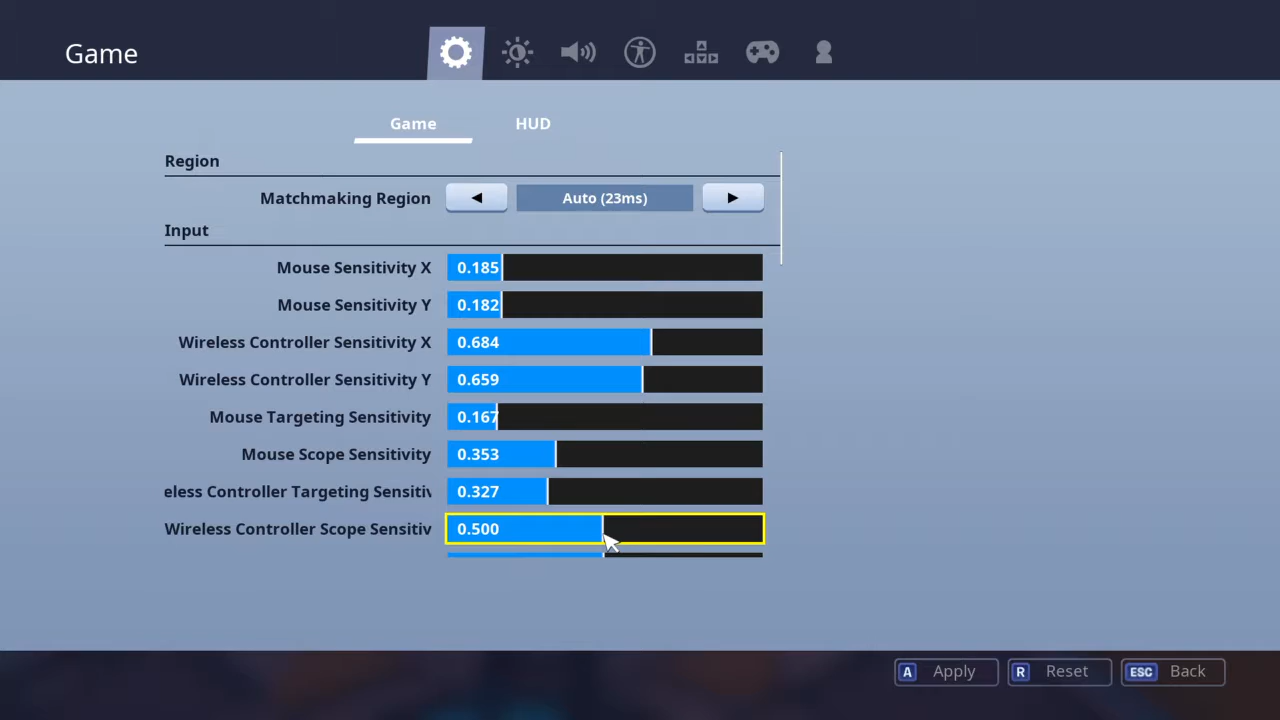 Game
Game HUD
Region
Matchmaking Region ◄ Auto (23ms) ►
Input
Mouse Sensitivity X 0.185
Mouse Sensitivity Y 0.182
Wireless Controller Sensitivity X 0.684
Wireless Controller Sensitivity Y 0.659
Mouse Targeting Sensitivity 0.167
Mouse Scope Sensitivity 0.353
eless Controller Targeting Sensitiv 0.327
Wireless Controller Scope Sensitiv 0.500
A Apply R Reset ESC Back